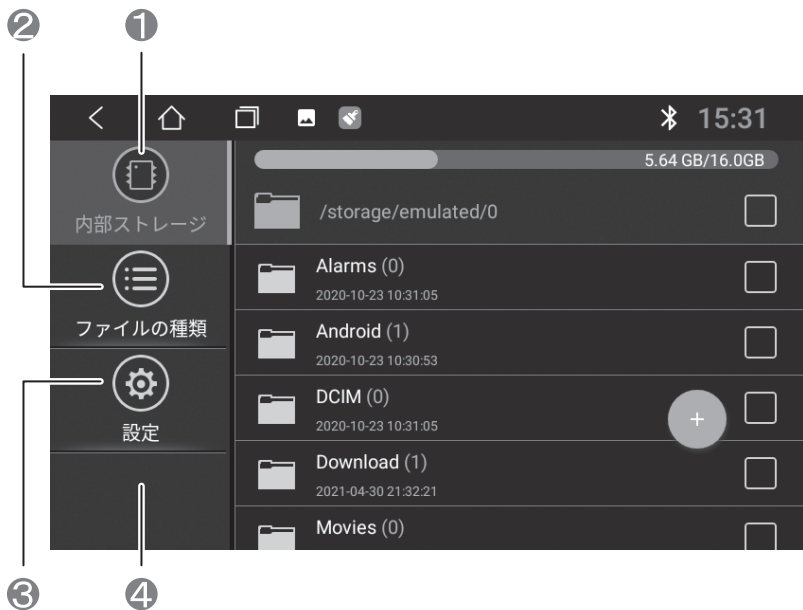 ❷ ❶
15:31
5.64 GB/16.0GB
内部ストレージ
/storage/emulated/0
Alarms (0)
2020-10-23 10:31:05
ファイルの種類
Android (1)
2020-10-23 10:30:53
設定
DCIM (0)
2020-10-23 10:31:05
+
Download (1)
2021-04-30 21:32:21
Movies (0)
❸ ❹